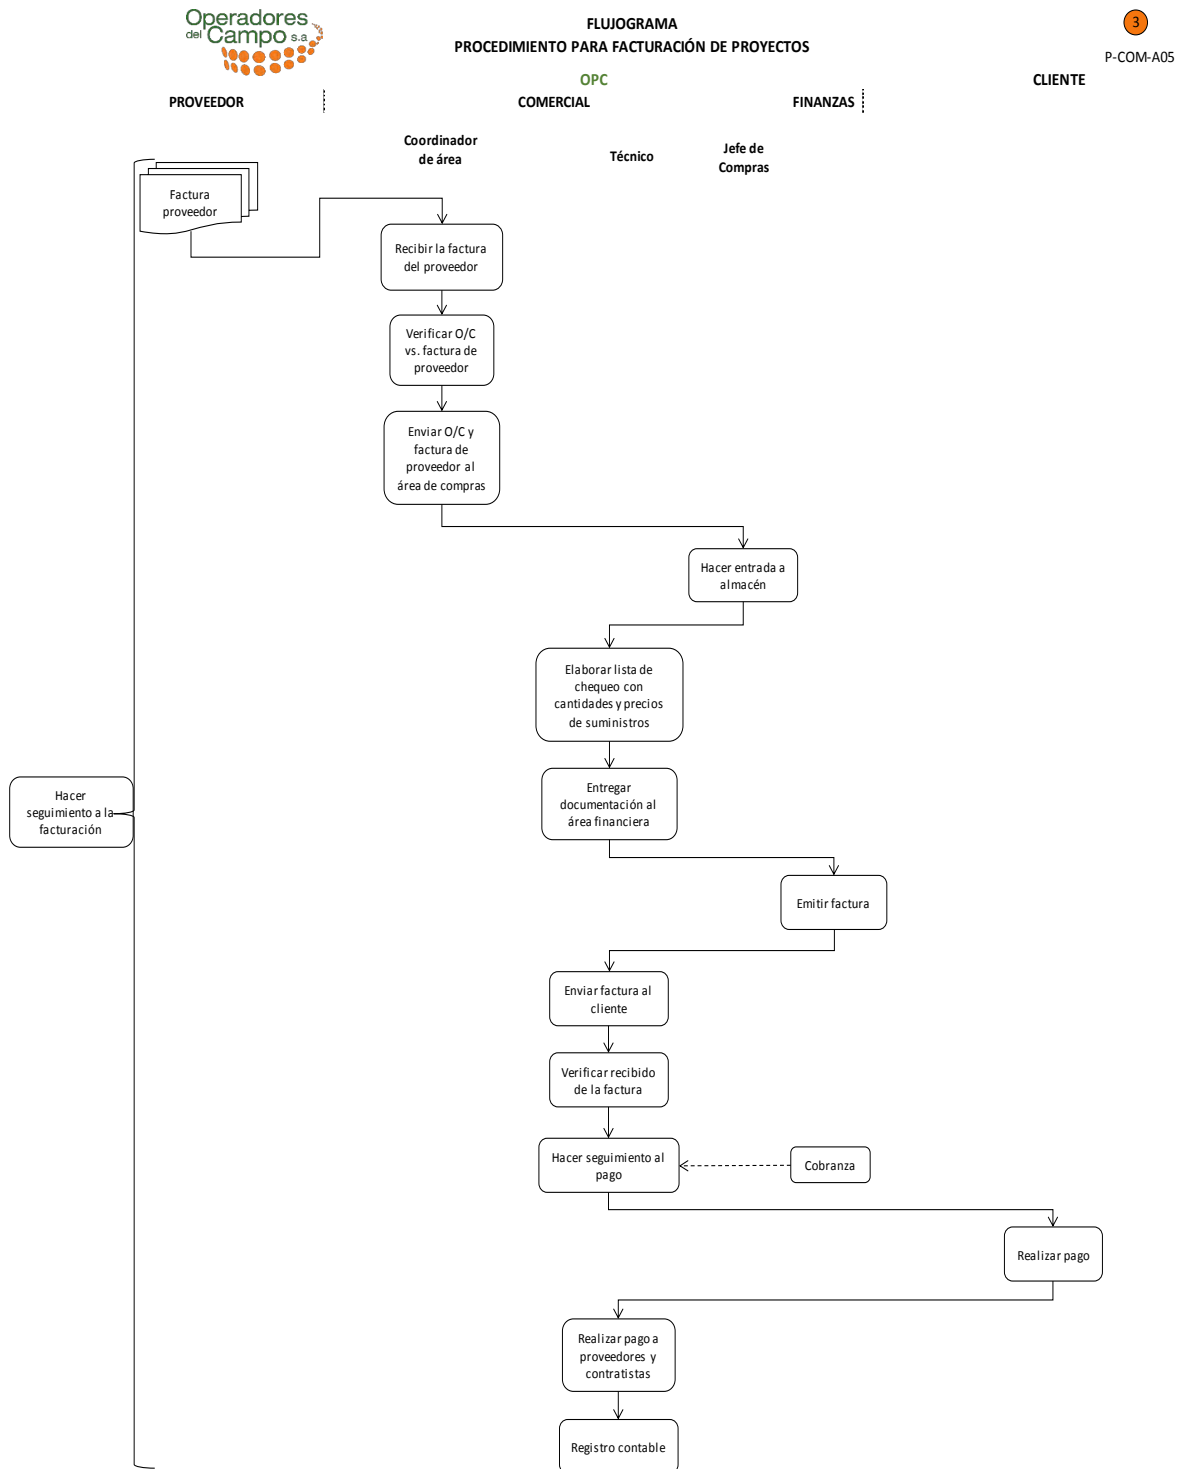 Operadores
del Campo s.a
FLUJOGRAMA
PROCEDIMIENTO PARA FACTURACIÓN DE PROYECTOS
3
P-COM-A05
OPC
CLIENTE
PROVEEDOR
COMERCIAL
FINANZAS
Coordinador
de área
Técnico
Jefe de
Compras
Factura
proveedor
Recibir la factura
del proveedor
Verificar O/C
vs. factura de
proveedor
Enviar O/C y
factura de
proveedor al
área de compras
Hacer entrada a
almacén
Elaborar lista de
chequeo con
cantidades y precios
de suministros
Hacer
seguimiento a la
facturación
Entregar
documentación al
área financiera
Emitir factura
Enviar factura al
cliente
Verificar recibido
de la factura
Hacer seguimiento al
pago
Cobranza
Realizar pago
Realizar pago a
proveedores y
contratistas
Registro contable